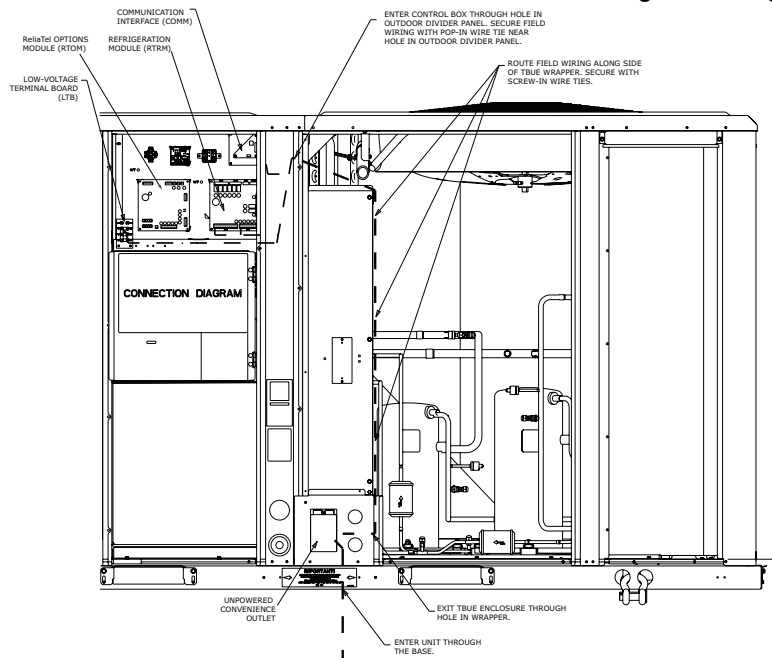 COMMUNICATION
INTERFACE (COMM)
ReliaTel OPTIONS
MODULE (RTOM)
REFRIGERATION
MODULE (RTRM)
LOW-VOLTAGE
TERMINAL BOARD
(LTB)
ENTER CONTROL BOX THROUGH HOLE IN
OUTDOOR DIVIDER PANEL. SECURE FIELD
WIRING WITH POP-IN WIRE TIE NEAR
HOLE IN OUTDOOR DIVIDER PANEL.
ROUTE FIELD WIRING ALONG SIDE
OF TBUE WRAPPER. SECURE WITH
SCREW-IN WIRE TIES.
CONNECTION DIAGRAM
IMPORTANT!
UNPOWERED
CONVENIENCE
OUTLET
EXIT TBUE ENCLOSURE THROUGH
HOLE IN WRAPPER.
ENTER UNIT THROUGH
THE BASE.